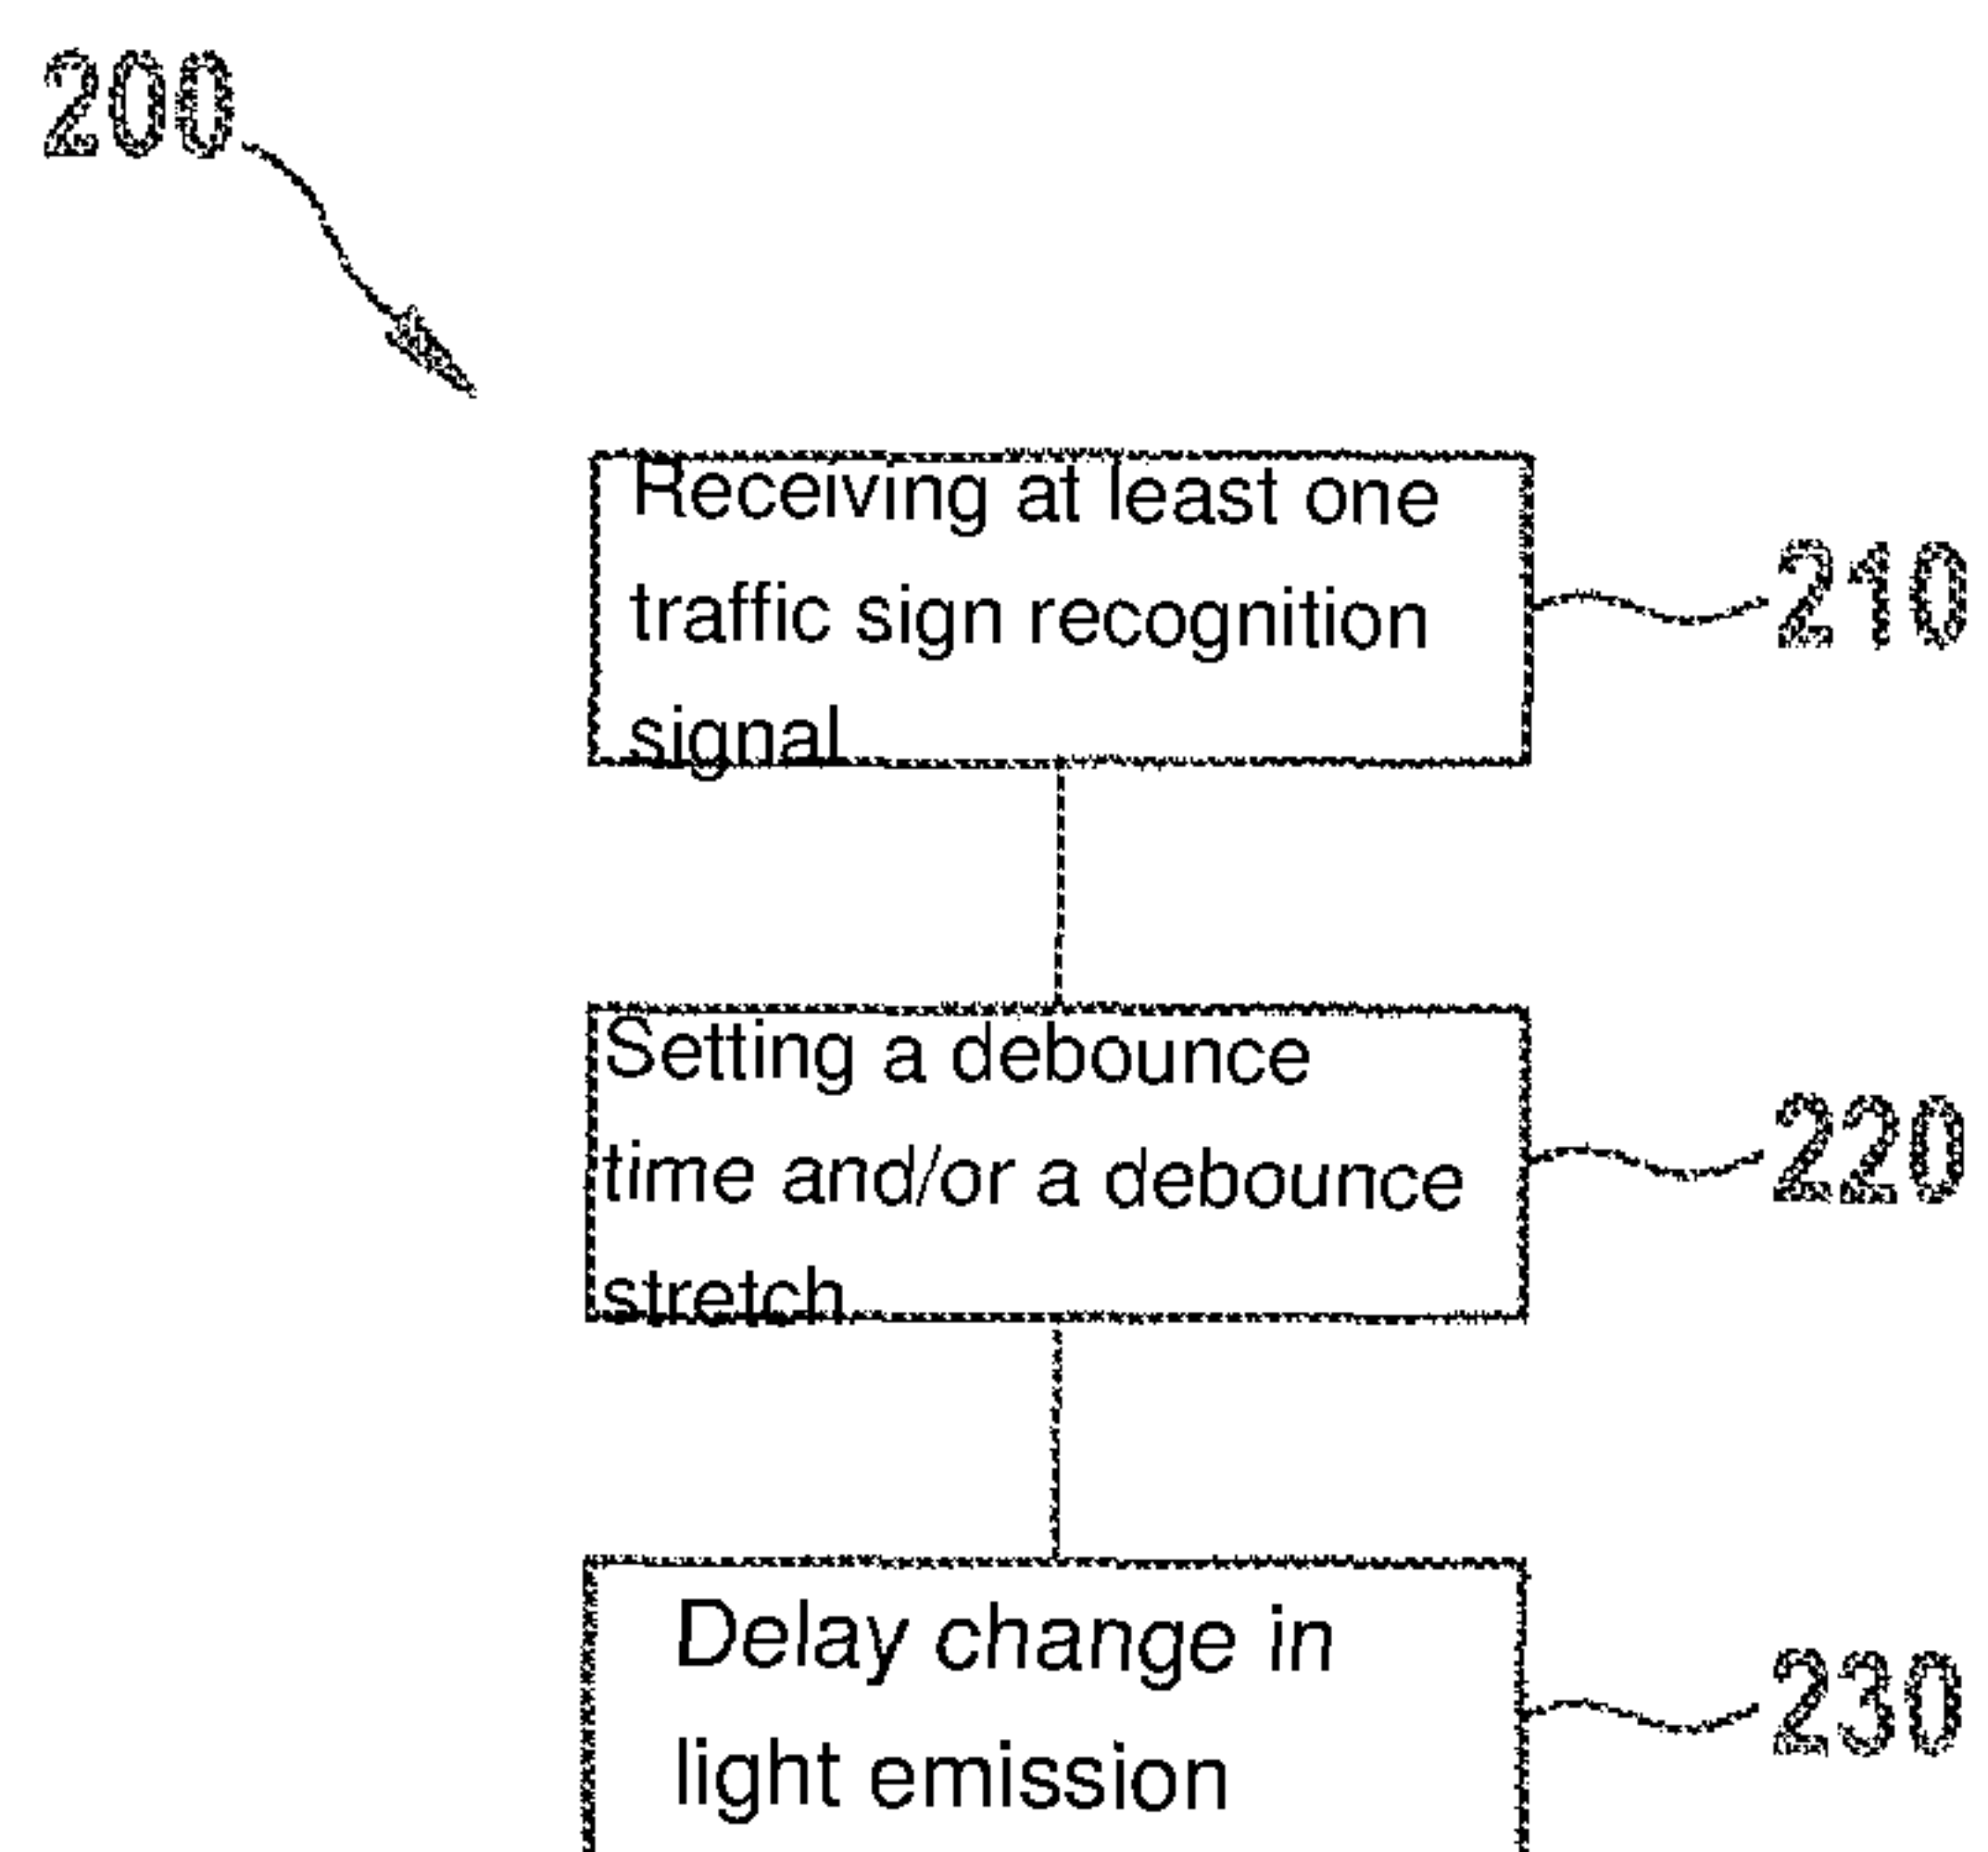 200
Receiving at least one
traffic sign recognition
signal
210
Setting a debounce
time and/or a debounce
stretch
220
Delay change in
light emission
230